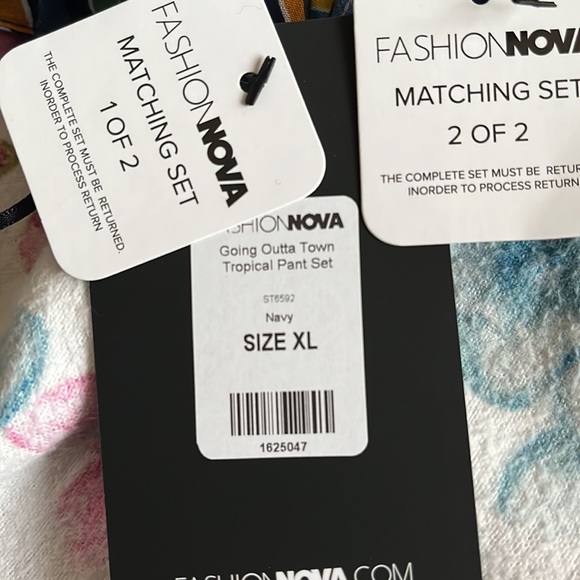 FASHIONNOVA
MATCHING SET
1 OF 2
THE COMPLETE SET MUST BE RETURNED.
INORDER TO PROCESS RETURN
FASHIONNOVA
MATCHING SET
2 OF 2
THE COMPLETE SET MUST BE RETUR
INORDER TO PROCESS RETURN
FASHIONNOVA
Going Outta Town
Tropical Pant Set
ST6592
Navy
SIZE XL
1625047
FASHIONNOVA.COM